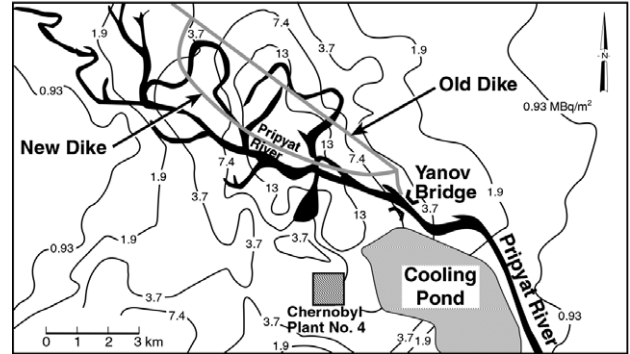 1.9
3.7
7.4
3.7
1.9
13
0.93
Old Dike
0.93 MBq/m²
-N-
New Dike
Pripyat
River
13
7.4
7.4
Yanov
Bridge
1.9
3.7
13
13
1.9
3.7
3.7
1.9
0.93
3.7
Pripyat River
Cooling
Pond
3.7
Chernobyl
Plant No. 4
7.4
3.7
0.93
0 1 2 3 km
1.9
3.7
1.9